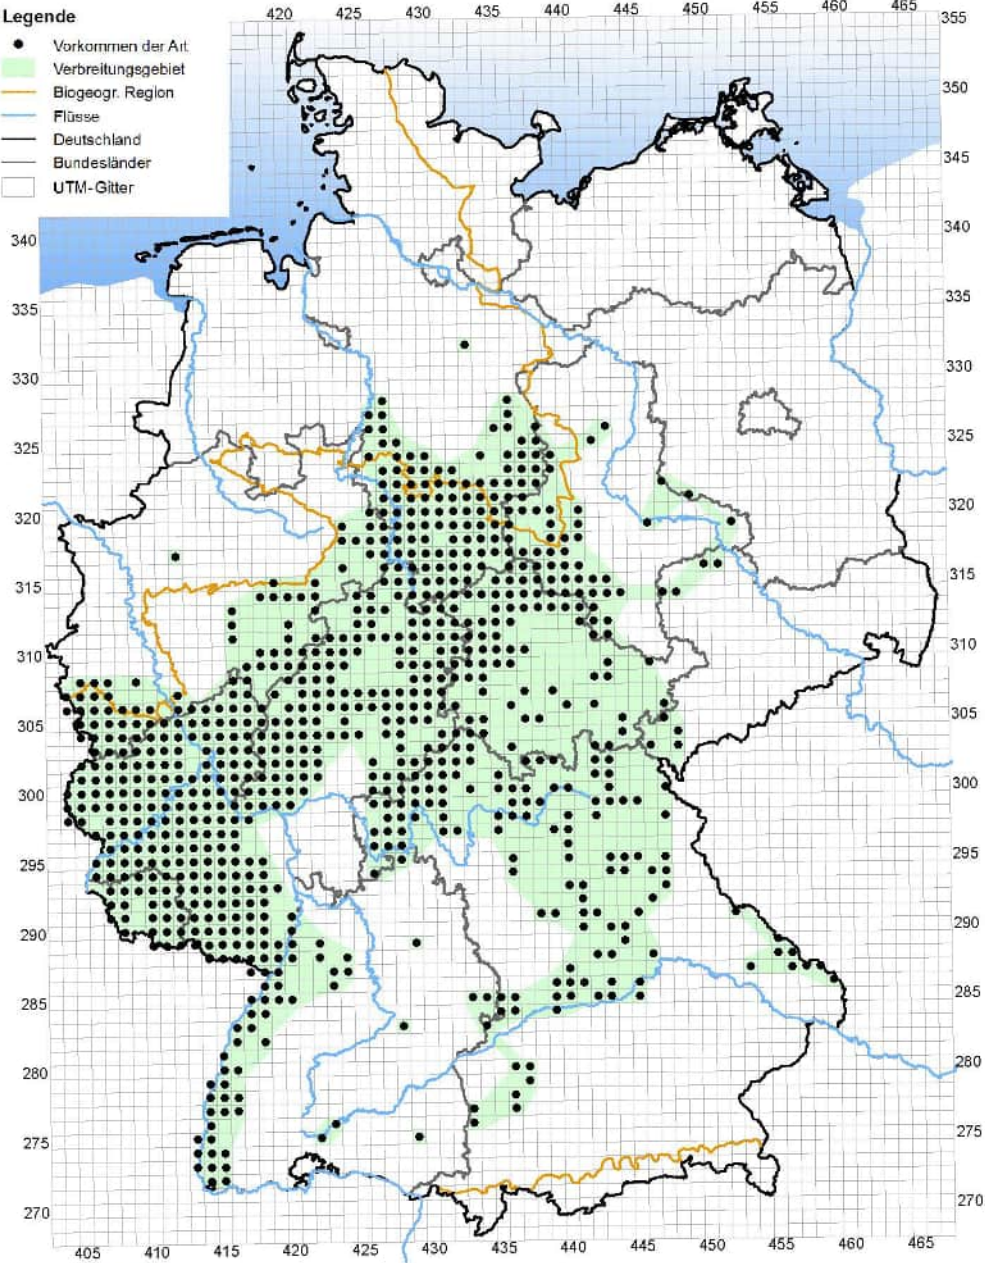 Legende
Vorkommen der Art
Verbreitungsgebiet
Biogeogr. Region
Flüsse
Deutschland
Bundesländer
UTM-Gitter
420 425 430 435 440 445 450 455 460 465
355
350
345
340 340
335 335
330 330
325 325
320 320
315 315
310 310
305 305
300 300
295 295
290 290
285 285
280 280
275 275
270 270
405 410 415 420 425 430 435 440 445 450 455 460 465